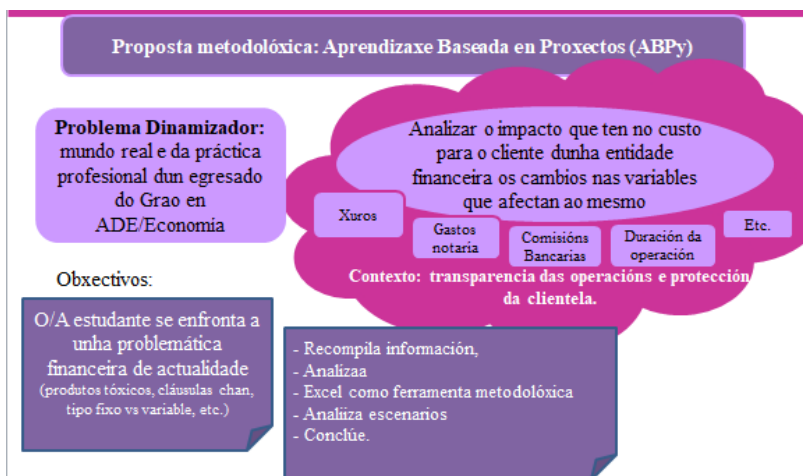 Proposta metodolóxica: Aprendizaxe Baseada en Proxectos (ABPy)
Problema Dinamizador:
mundo real e da práctica
profesional dun egresado
do Grao en
ADE/Economia
Analizar o impacto que ten no custo
para o cliente dunha entidade
financeira os cambios nas variables
que afectan ao mesmo
Xuros
Gastos
notaria
Comisións
Bancarias
Duración da
operación
Etc.
Contexto: transparencia das operacións e protección
da clientela.
Obxectivos:
O/A estudante se enfronta a
unha problemática
financeira de actualidade
(produtos tóxicos, cláusulas chan,
tipo fixo vs variable, etc.)
- Recompila información,
- Analizaa
- Excel como ferramenta metodolóxica
- Analiiza escenarios
- Conclúe.